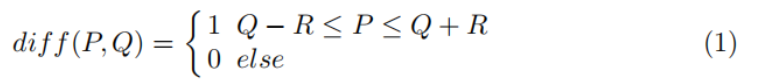 diff(P, Q) = { 1 Q − R ≤ P ≤ Q + R (1)
0 else